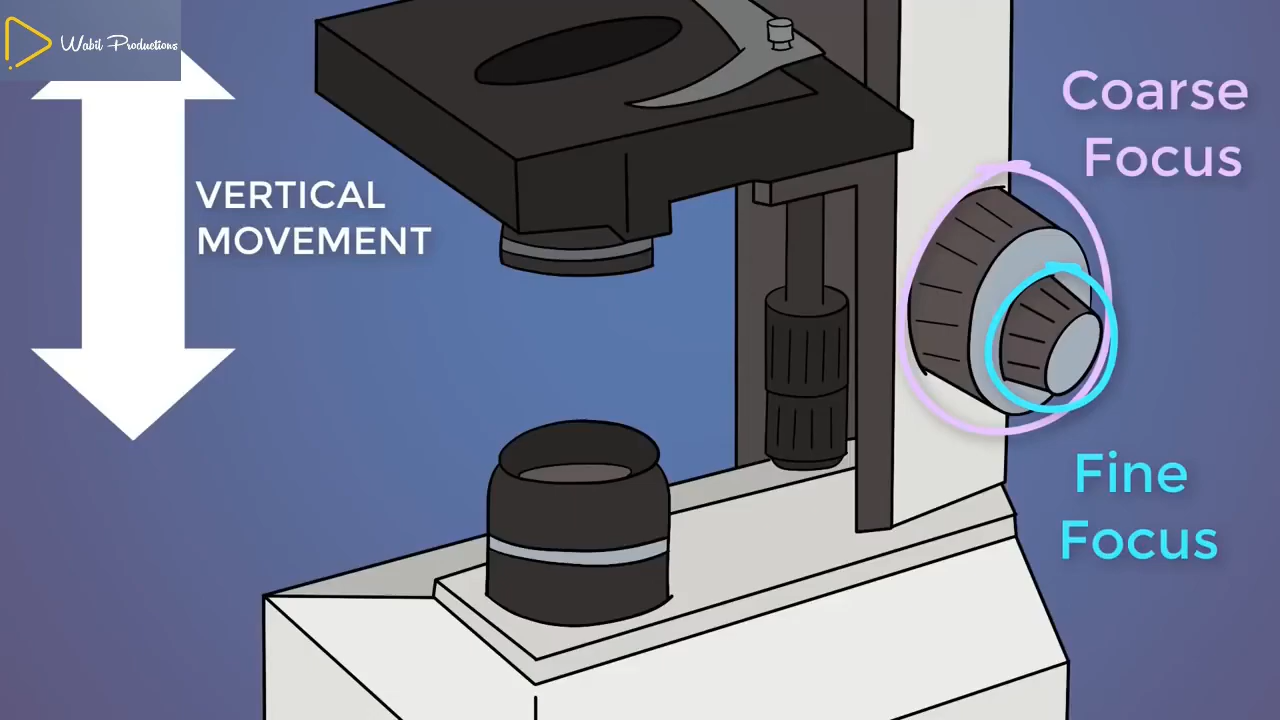 Wabil Productions
VERTICAL
MOVEMENT
Coarse
Focus
Fine
Focus